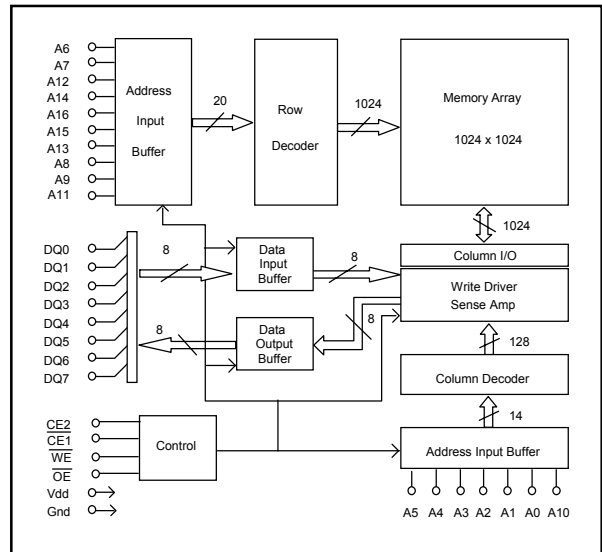 A6
A7
A12
A14
A16
A15
A13
A8
A9
A11
Address
Input
Buffer
20
Row
Decoder
1024
Memory Array
1024 x 1024
1024
DQ0
DQ1
DQ2
DQ3
DQ4
DQ5
DQ6
DQ7
8
Data
Input
Buffer
8
Column I/O
Write Driver
Sense Amp
8
Data
Output
Buffer
8
128
Column Decoder
14
Address Input Buffer
CE2
CE1
WE
OE
Vdd
Gnd
Control
A5 A4 A3 A2 A1 A0 A10